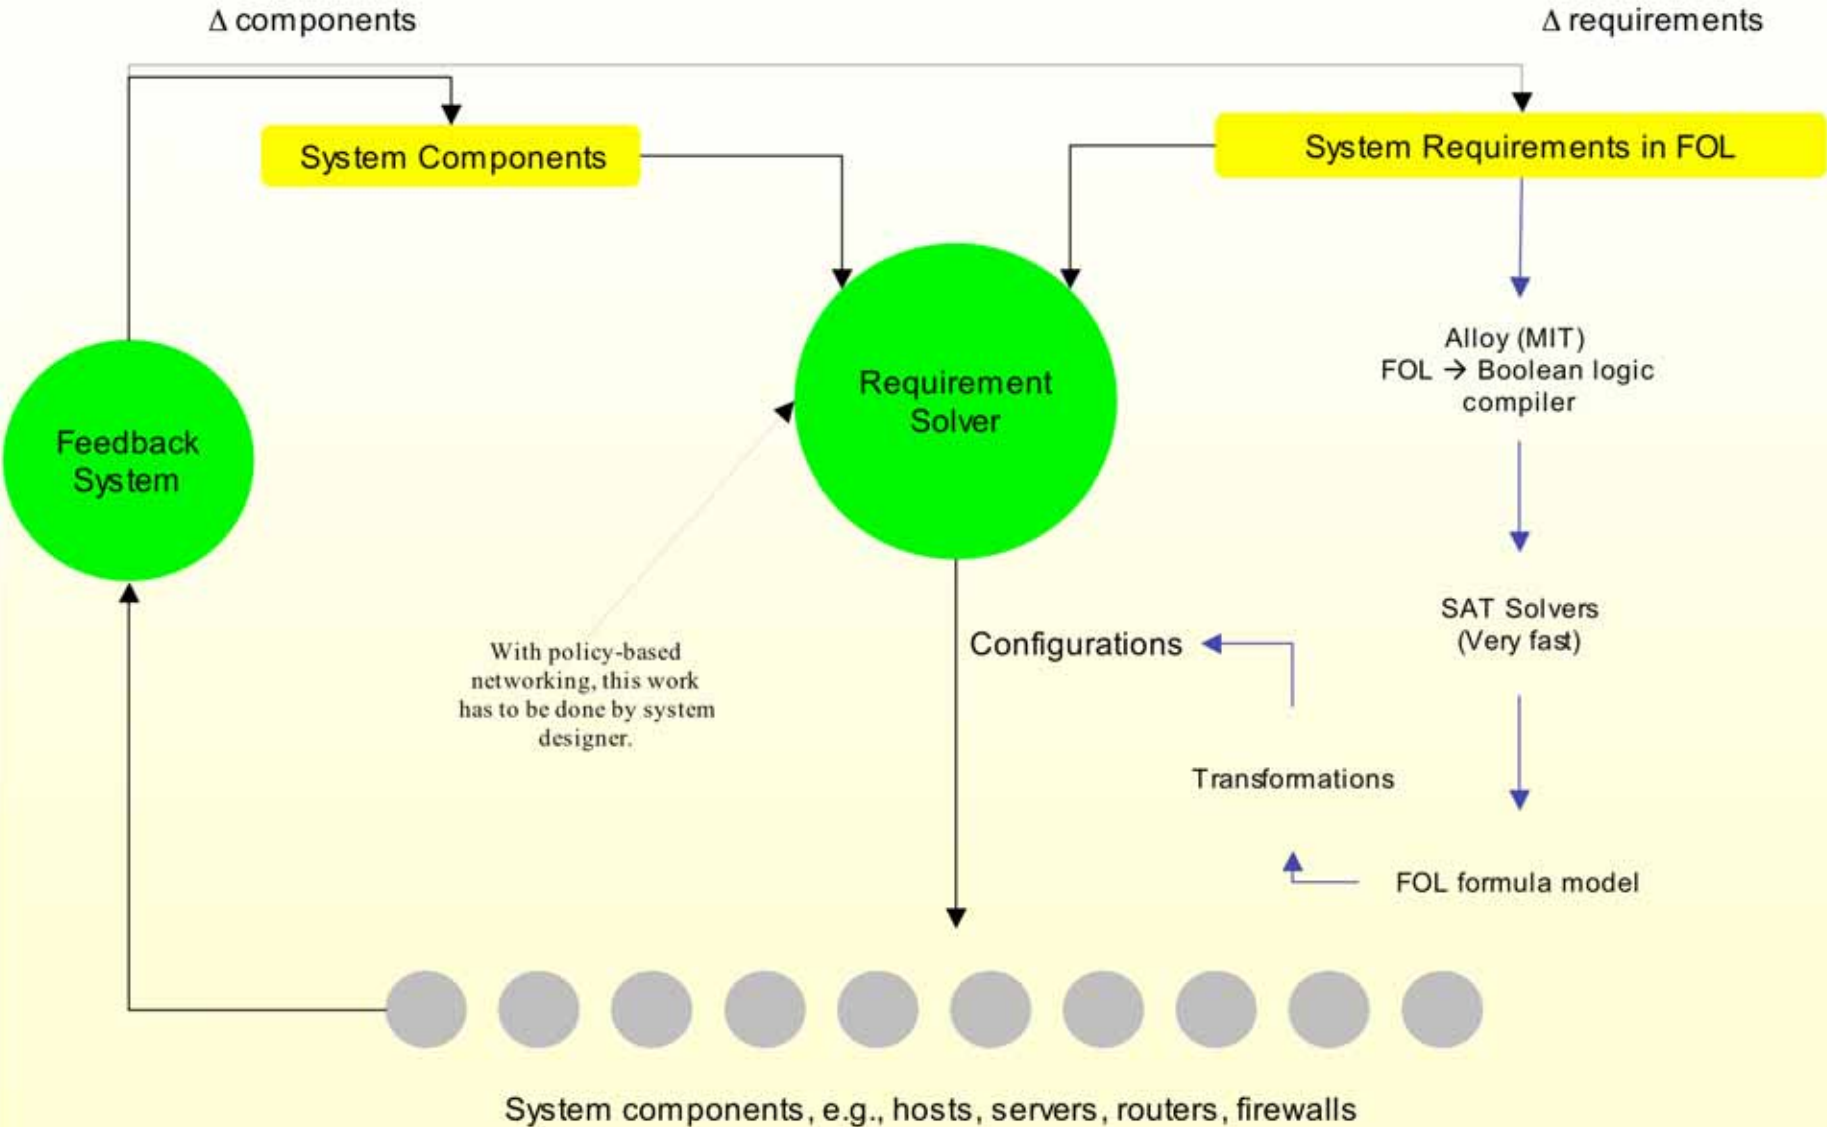 Δ components
Δ requirements
System Components
System Requirements in FOL
Requirement
Solver
Feedback
System
Alloy (MIT)
FOL → Boolean logic
compiler
SAT Solvers
(Very fast)
Configurations
With policy-based
networking, this work
has to be done by system
designer.
Transformations
FOL formula model
System components, e.g., hosts, servers, routers, firewalls